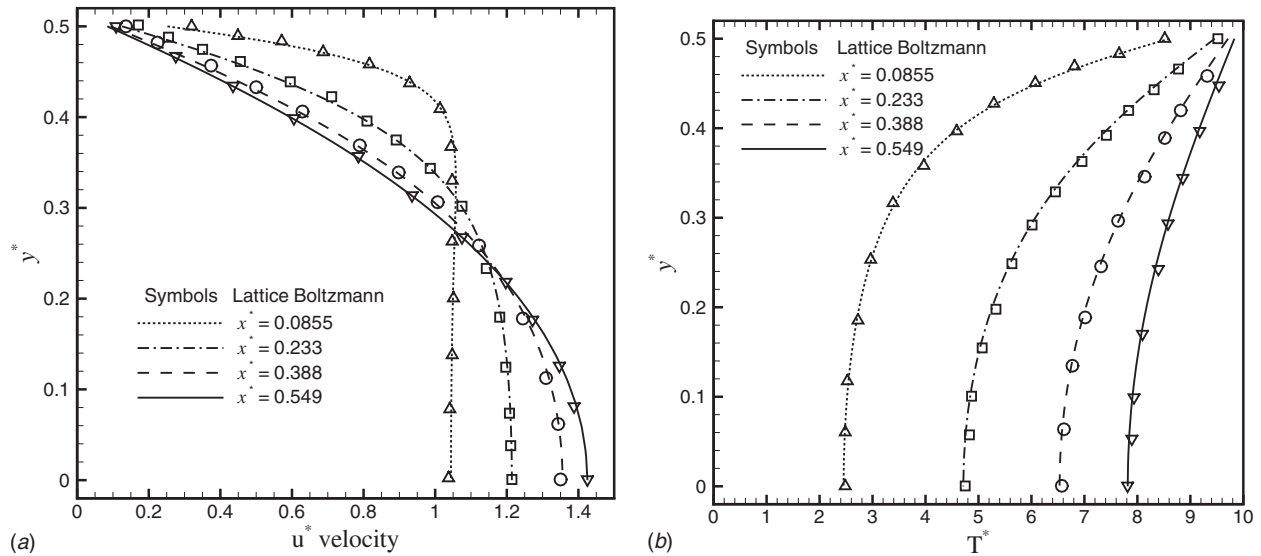 0.5
0.4
0.3
0.2
0.1
0
y*
Symbols Lattice Boltzmann
x* = 0.0855
x* = 0.233
x* = 0.388
x* = 0.549
0 0.2 0.4 0.6 0.8 1.0 1.2 1.4
u* velocity
(a)
0.5
0.4
0.3
0.2
0.1
0
y*
Symbols Lattice Boltzmann
x* = 0.0855
x* = 0.233
x* = 0.388
x* = 0.549
0 1 2 3 4 5 6 7 8 9 10
T*
(b)